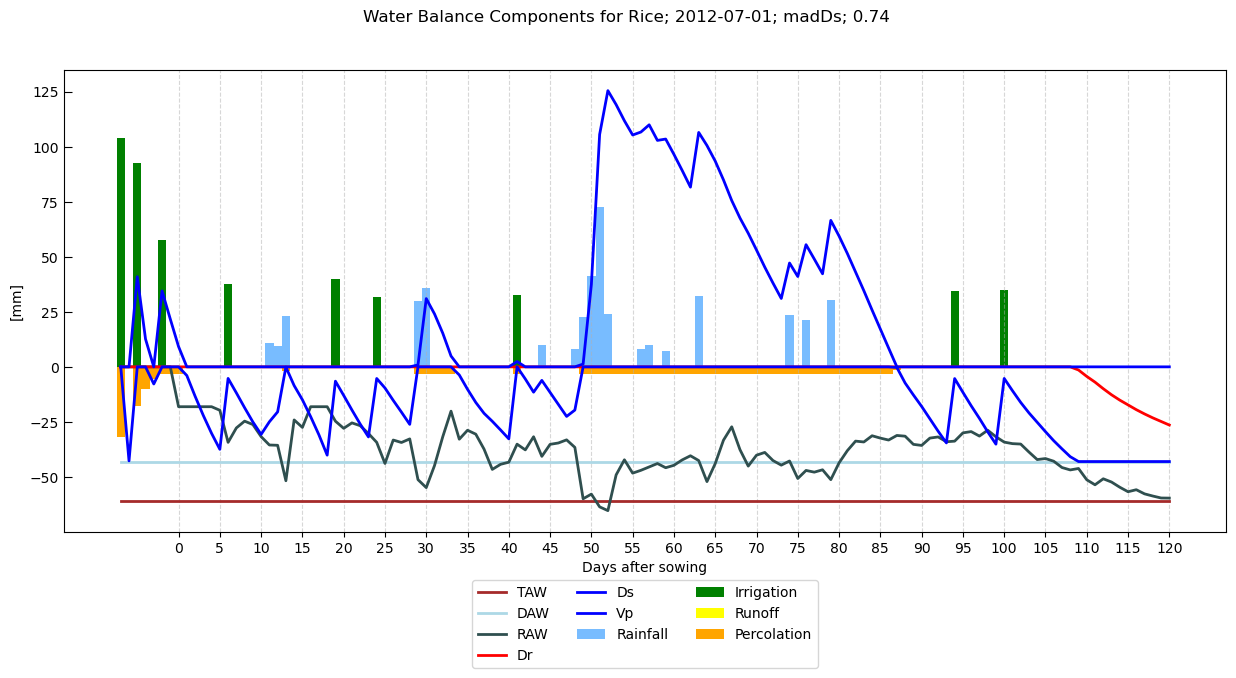 Water Balance Components for Rice; 2012-07-01; madDs; 0.74
125
100
75
50
25
0
−25
−50
[mm]
0 5 10 15 20 25 30 35 40 45 50 55 60 65 70 75 80 85 90 95 100 105 110 115 120
Days after sowing
TAW Ds Irrigation
DAW Vp Runoff
RAW Rainfall Percolation
Dr